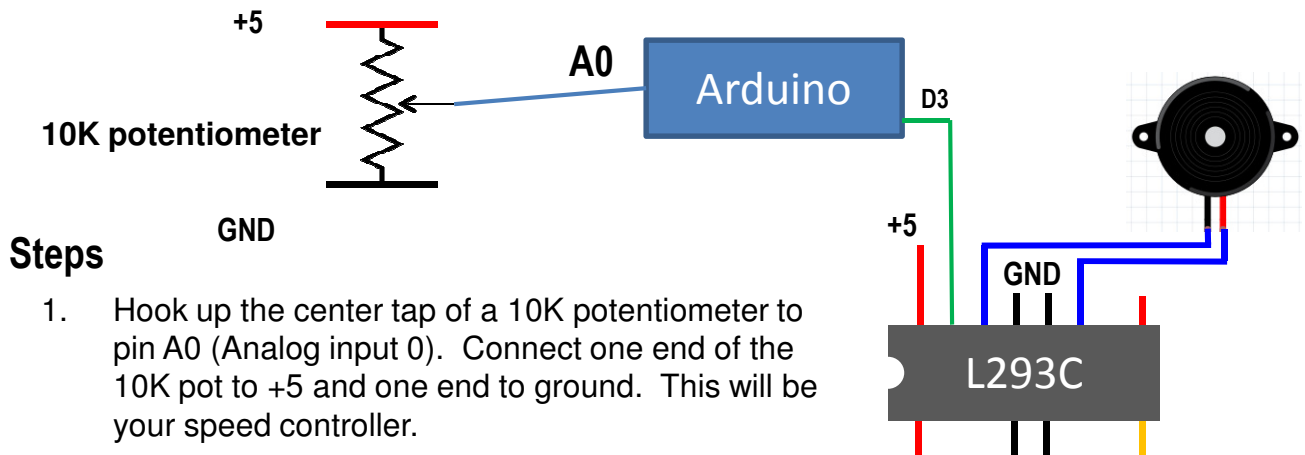 +5
A0
Arduino
D3
10K potentiometer
GND
+5
GND
Steps
1. Hook up the center tap of a 10K potentiometer to
pin A0 (Analog input 0). Connect one end of the
10K pot to +5 and one end to ground. This will be
your speed controller.
L293C